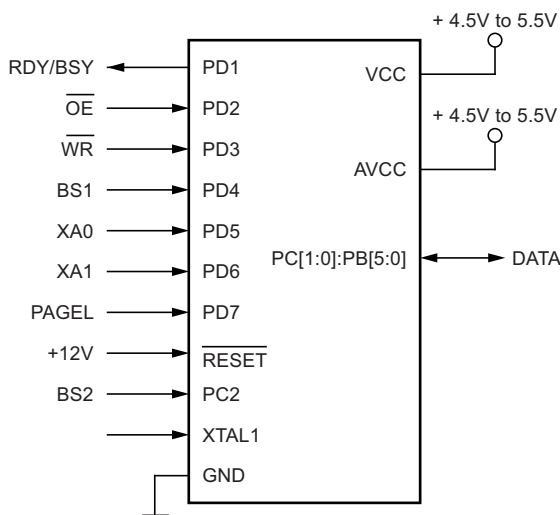 + 4.5V to 5.5V
RDY/BSY PD1 VCC
OE PD2
+ 4.5V to 5.5V
WR PD3
BS1 PD4 AVCC
XA0 PD5
PC[1:0]:PB[5:0] DATA
XA1 PD6
PAGEL PD7
+12V RESET
BS2 PC2
XTAL1
GND